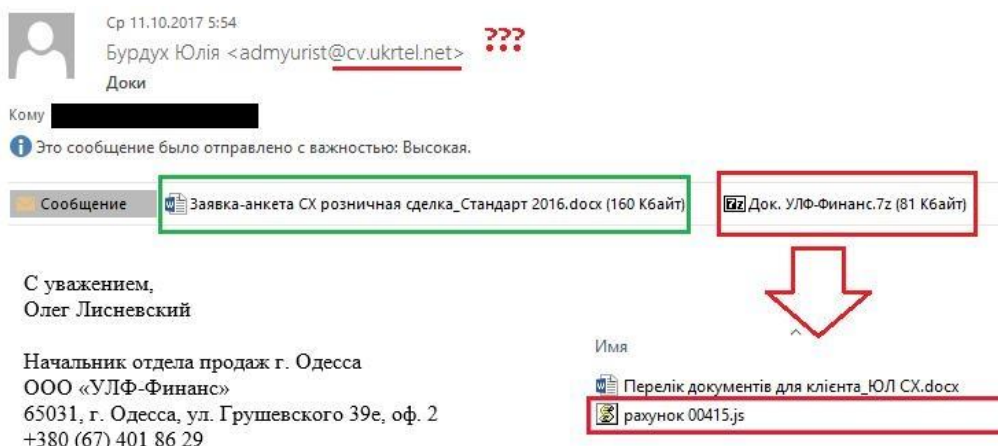 Ср 11.10.2017 5:54
Бурдух Юлія <admyurist@cv.ukrtel.net> ???
Доки
Кому
Это сообщение было отправлено с важностью: Высокая.
Сообщение Заявка-анкета СХ розничная сделка_Стандарт 2016.docx (160 Кбайт) Док. УЛФ-Финанс.7z (81 Кбайт)
С уважением,
Олег Лисневский
Начальник отдела продаж г. Одесса
ООО «УЛФ-Финанс»
65031, г. Одесса, ул. Грушевского 39е, оф. 2
+380 (67) 401 86 29
Имя
Перелік документів для клієнта_ЮЛ СХ.docx
рахунок 00415.js